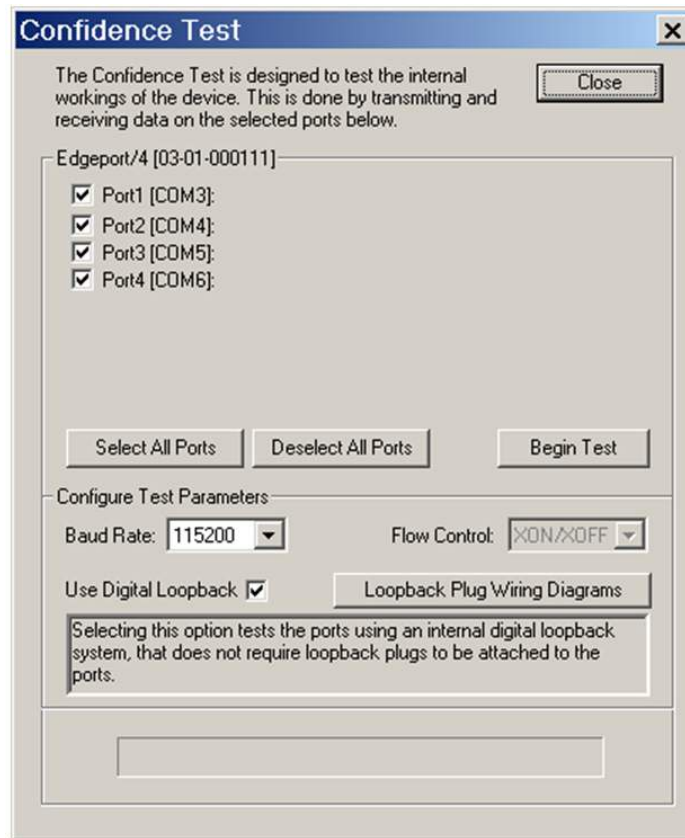 Confidence Test
The Confidence Test is designed to test the internal
workings of the device. This is done by transmitting and
receiving data on the selected ports below.
Close
Edgeport/4 [03-01-000111]
Port1 [COM3]:
Port2 [COM4]:
Port3 [COM5]:
Port4 [COM6]:
Select All Ports
Deselect All Ports
Begin Test
Configure Test Parameters
Baud Rate: 115200
Flow Control: XON/XOFF
Use Digital Loopback
Loopback Plug Wiring Diagrams
Selecting this option tests the ports using an internal digital loopback
system, that does not require loopback plugs to be attached to the
ports.